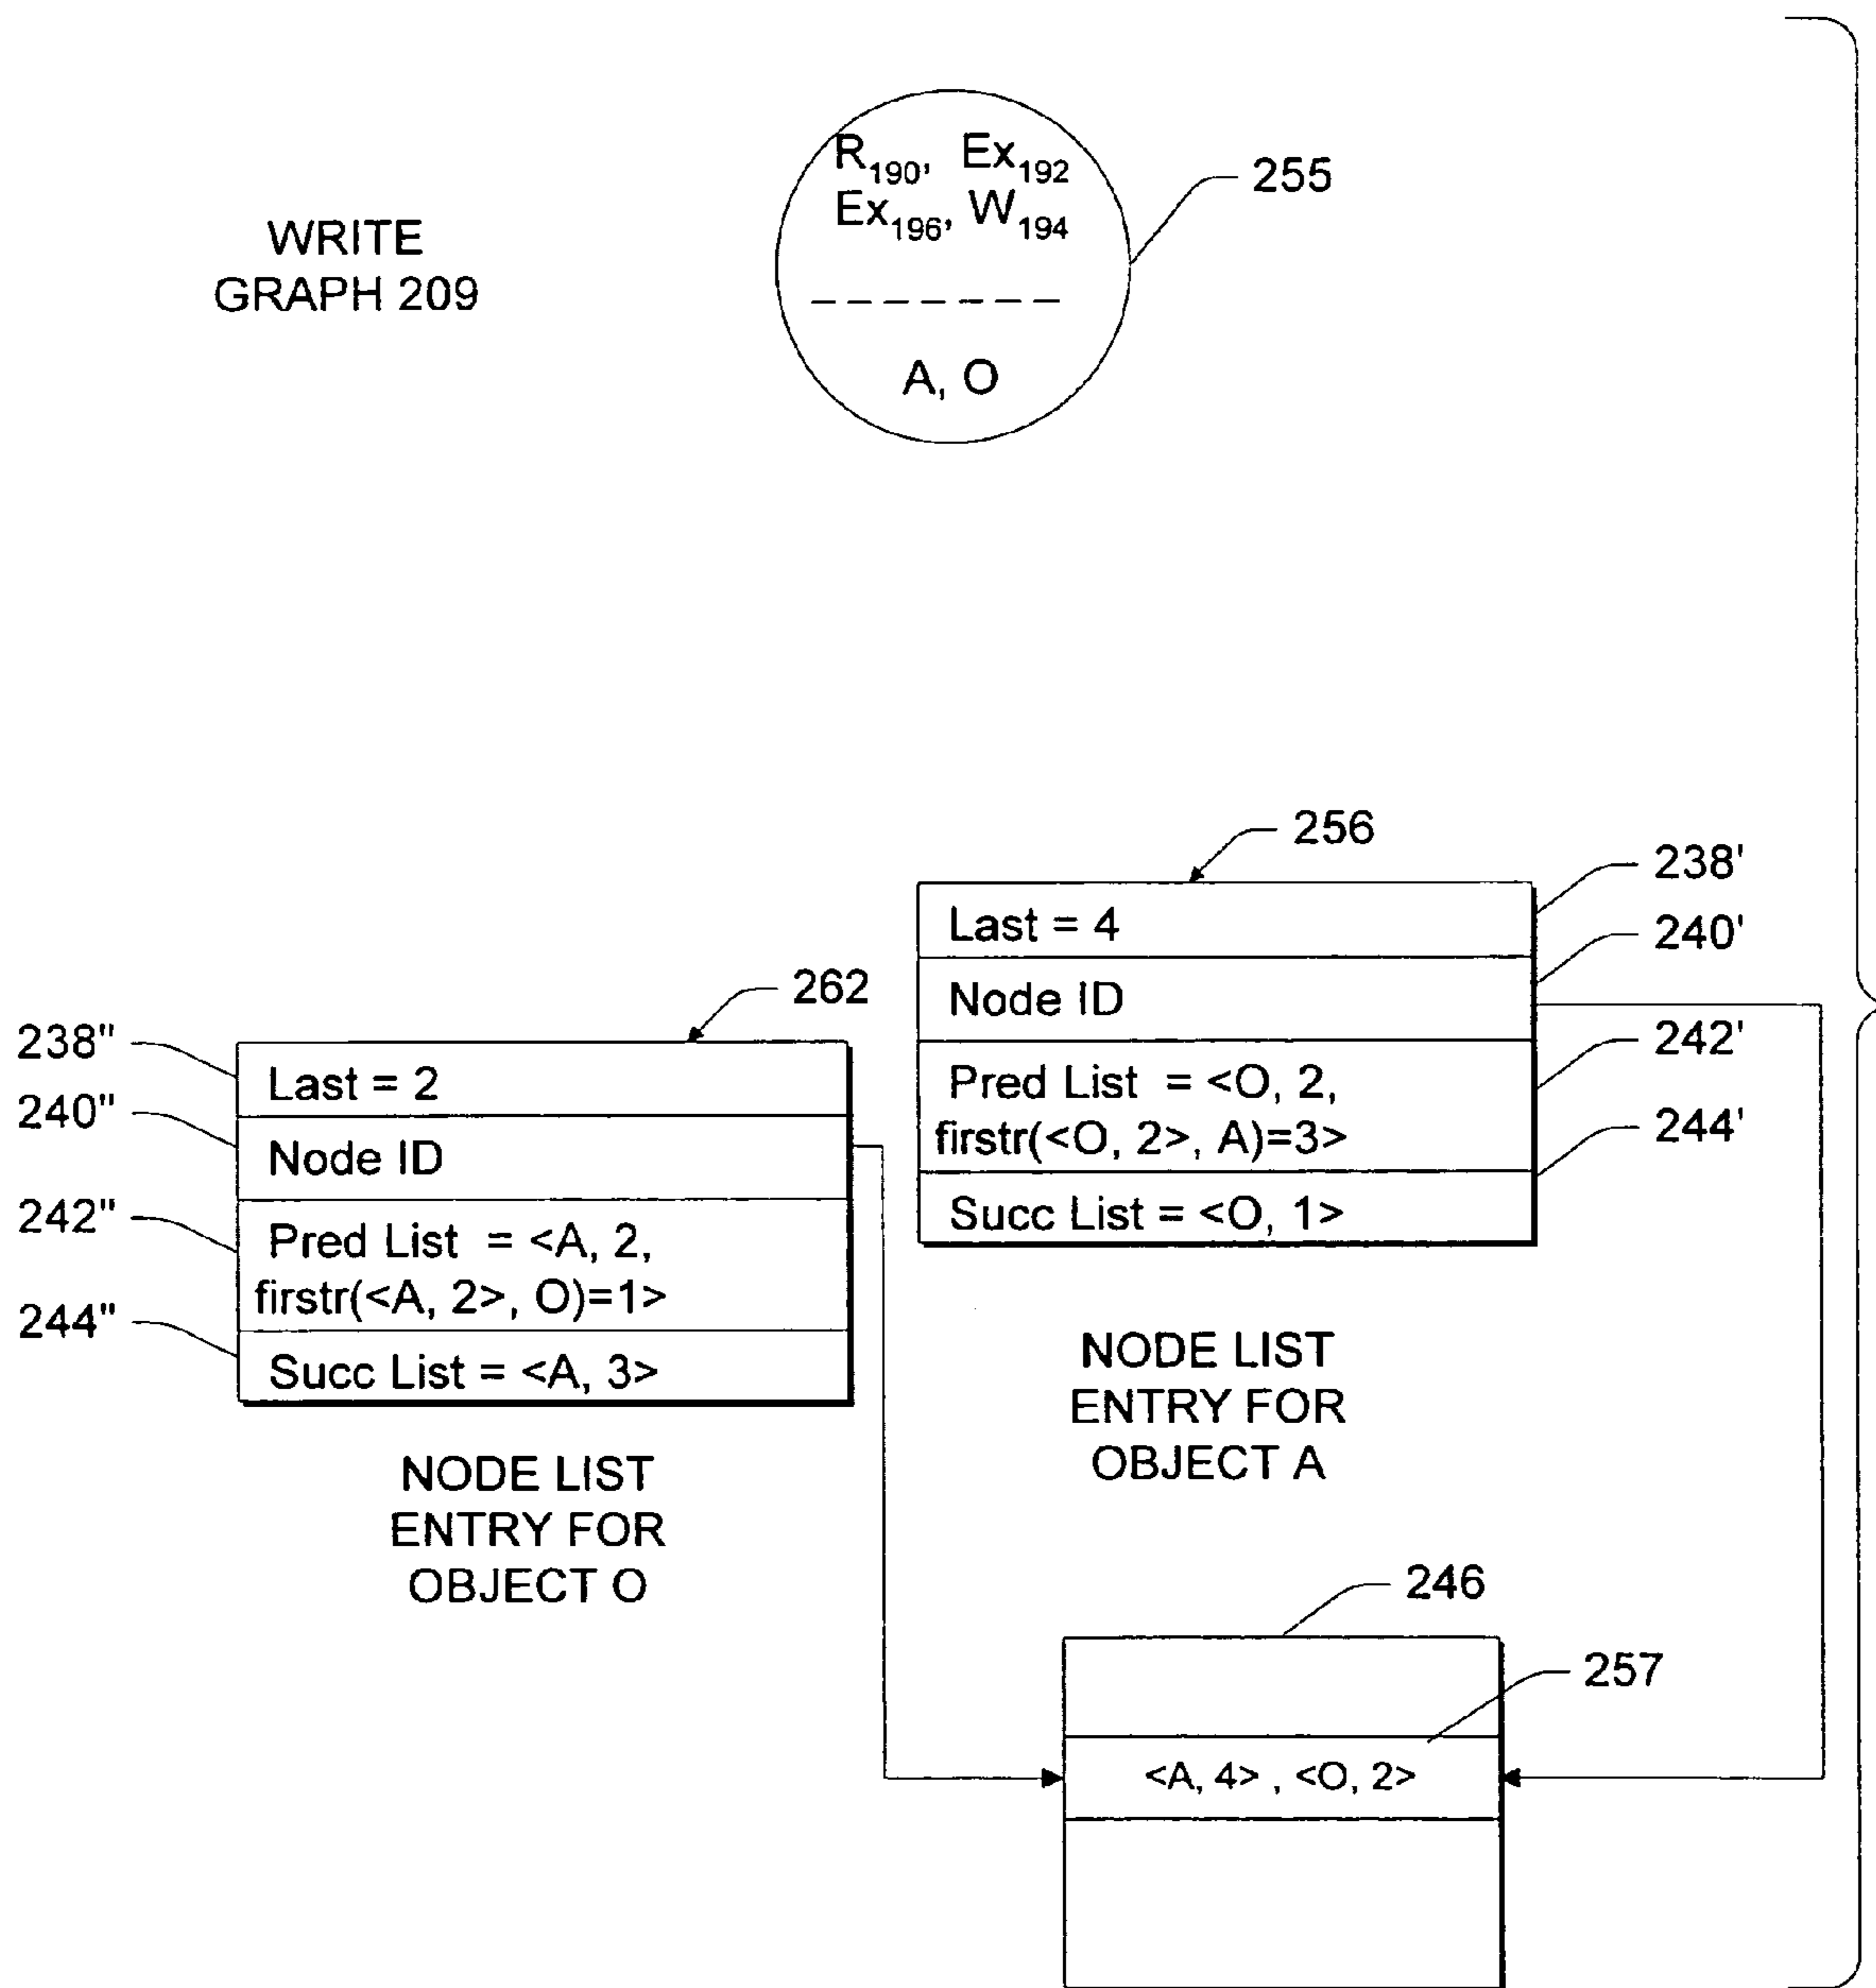 WRITE
GRAPH 209
R190, Ex192
Ex196, W194
A, O
255
256
Last = 4
Node ID
Pred List = <O, 2,
firstr(<O, 2>, A)=3>
Succ List = <O, 1>
238'
240'
242'
244'
NODE LIST
ENTRY FOR
OBJECT A
262
238"
240"
242"
244"
Last = 2
Node ID
Pred List = <A, 2,
firstr(<A, 2>, O)=1>
Succ List = <A, 3>
NODE LIST
ENTRY FOR
OBJECT O
246
257
<A, 4> , <O, 2>